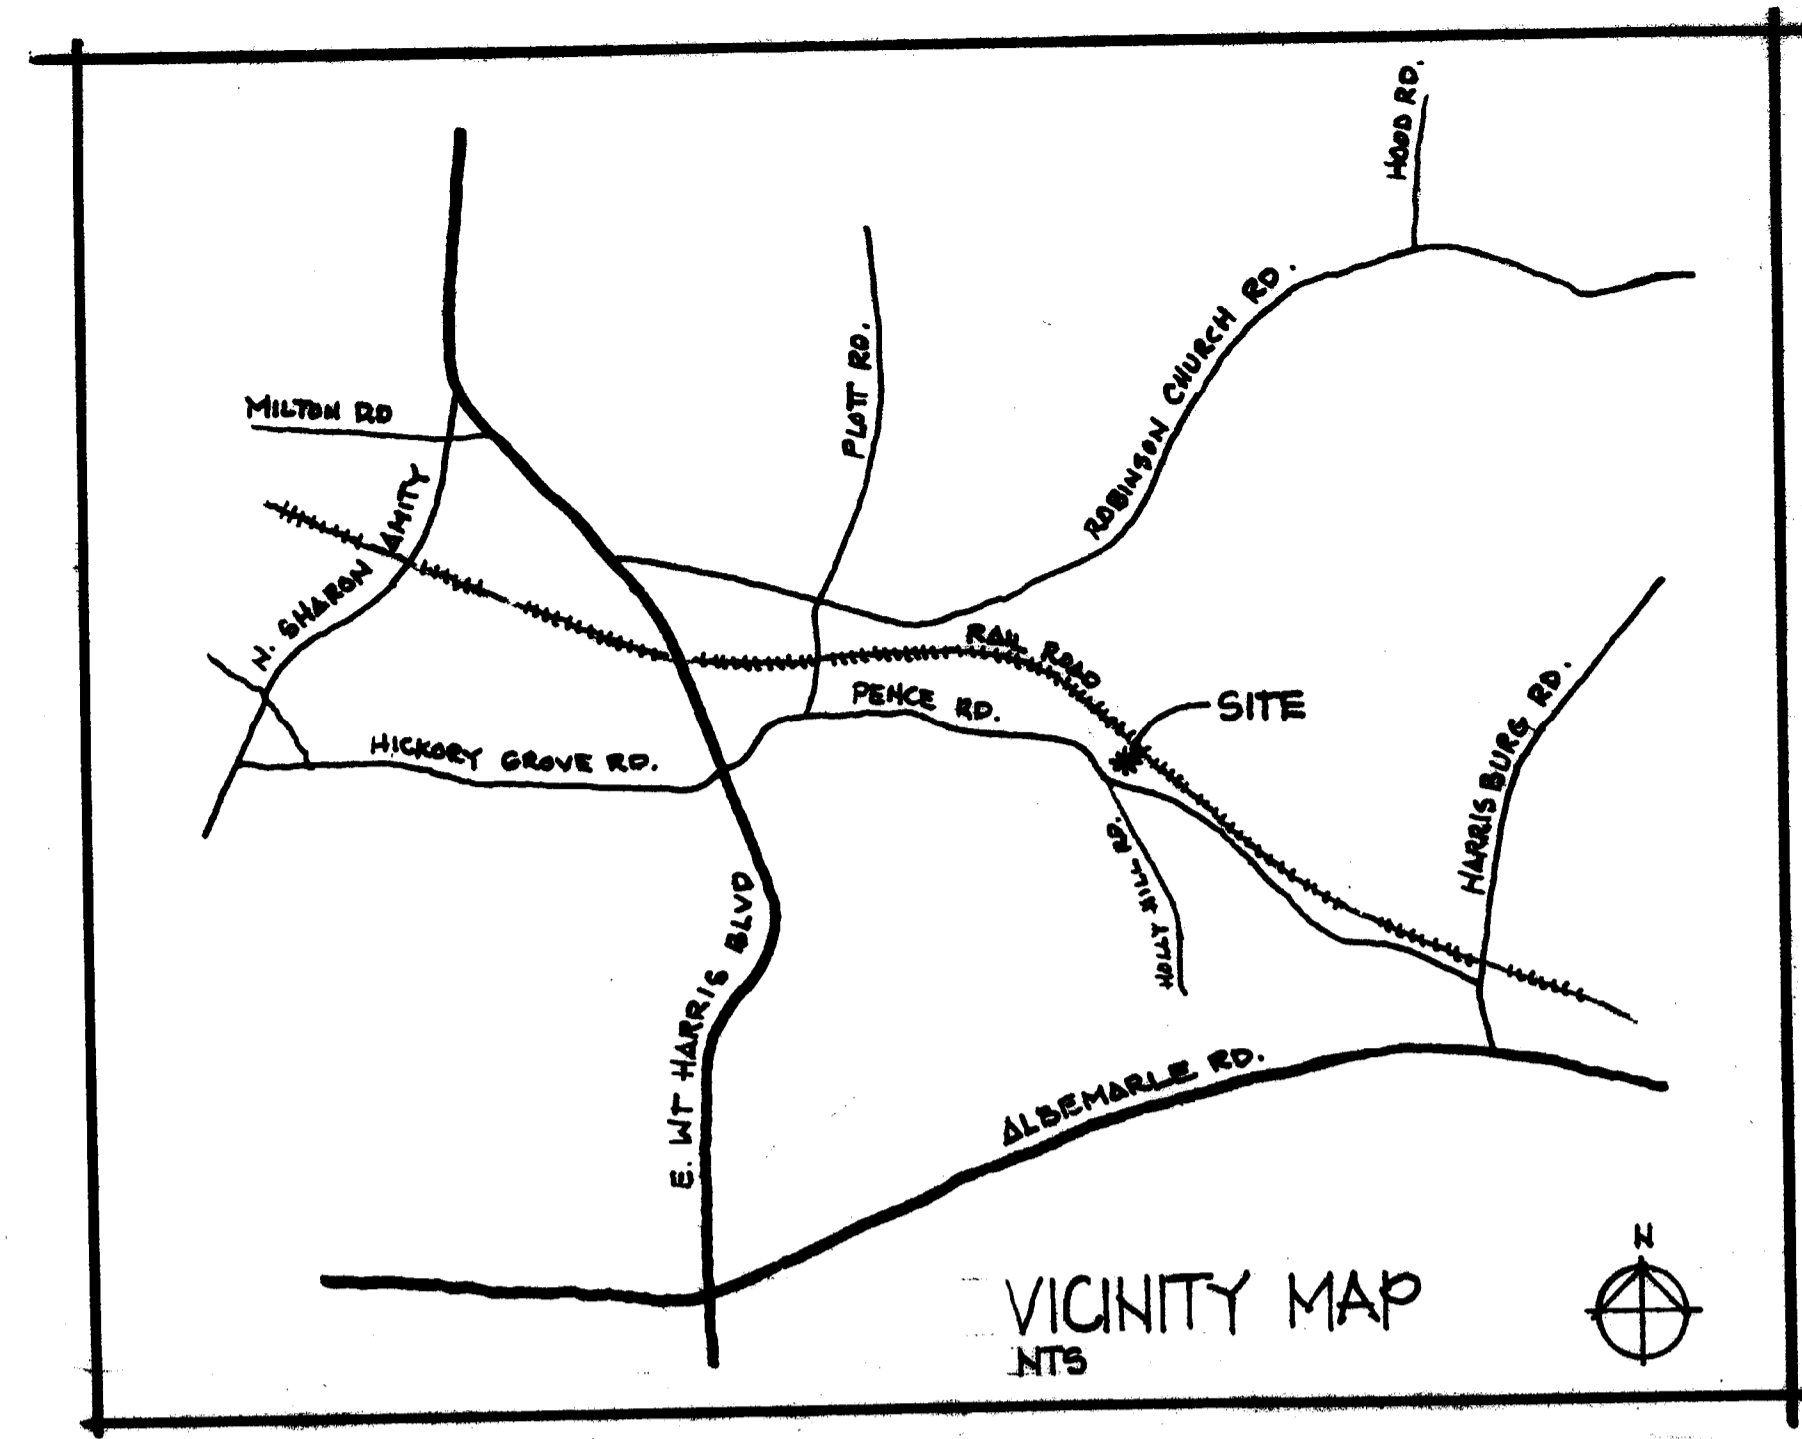 HOOD RD.
ROBINSON CHURCH RD.
PLOTT RD.
MILTON RD
N. SHARON AMITY
RAIL ROAD
PENCE RD.
SITE
HARRISBURG RD.
HICKORY GROVE RD.
HOLLY HILL RD.
E. WT HARRIS BLVD
ALBEMARLE RD.
N
VICINITY MAP
NTS